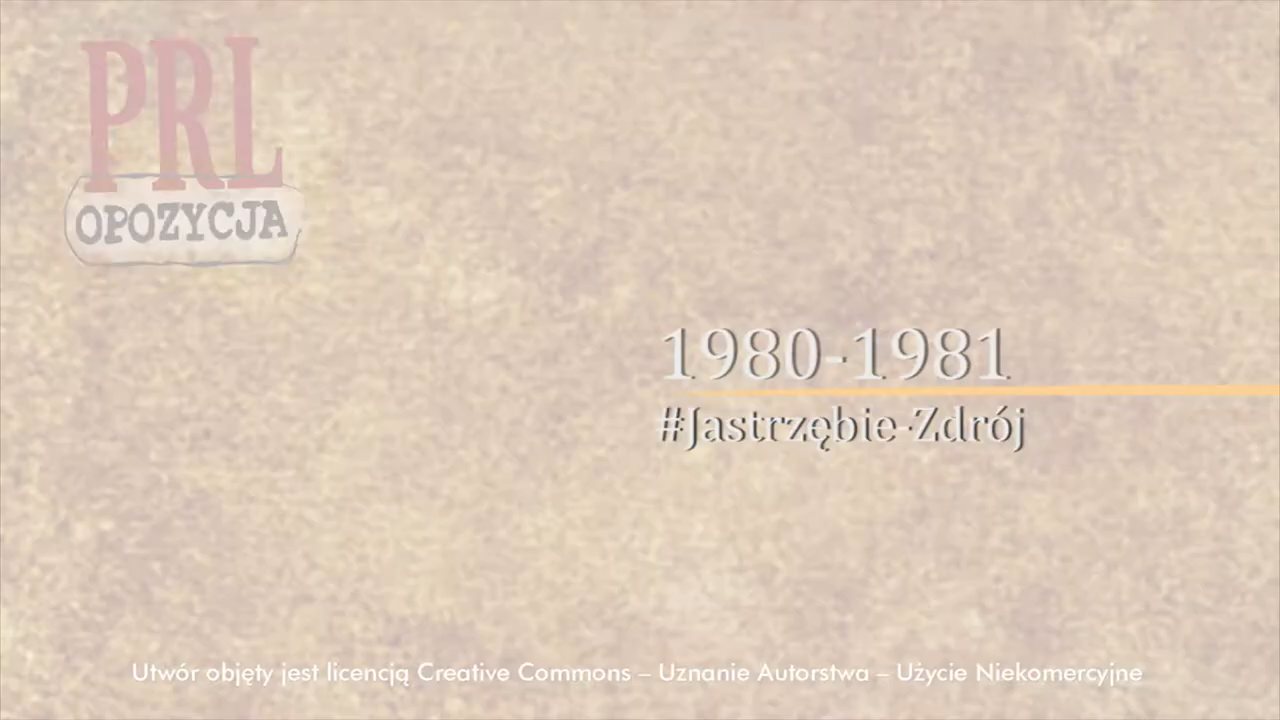 PRL
OPOZYCJA
1980-1981
#Jastrzębie-Zdrój
Utwór objęty jest licencją Creative Commons – Uznanie Autorstwa – Użycie Niekomercyjne